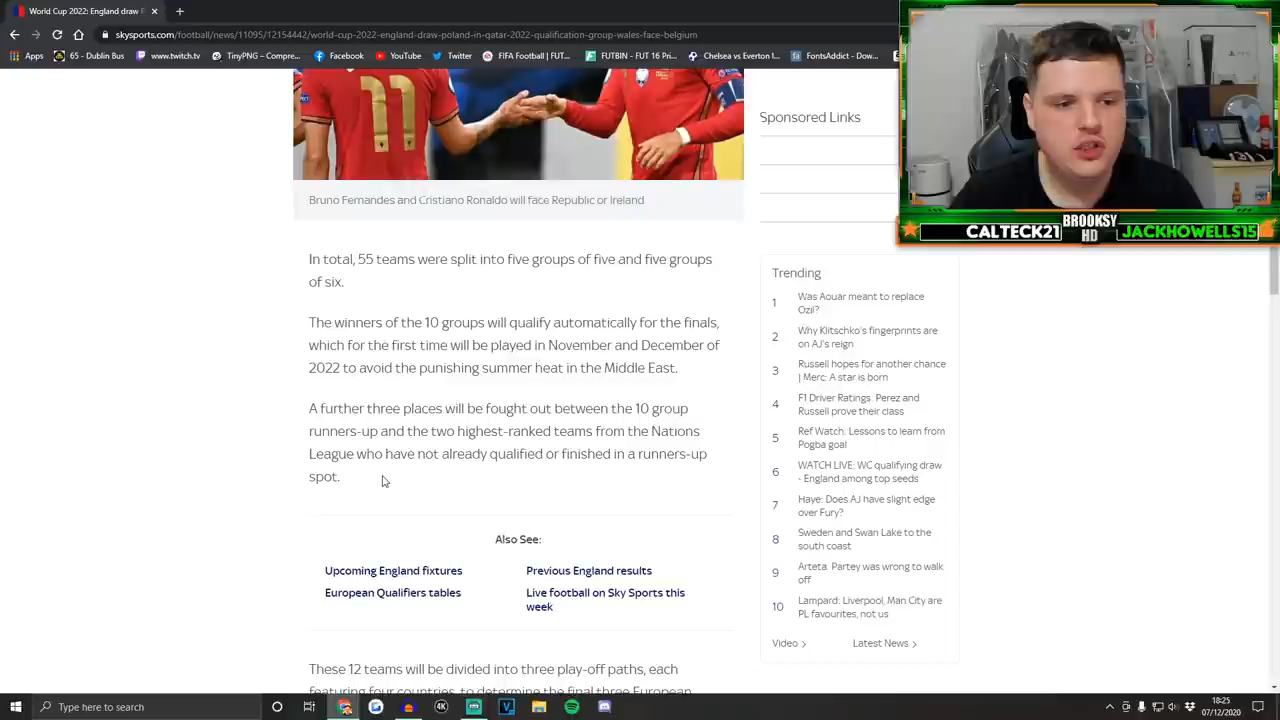 World Cup 2022: England draw P
skysports.com/football/news/11095/12154442/world-cup-2022-england-draw-poland-in-qatar-2022-qualification-group-wales-face-belgium
Apps
65 - Dublin Bus
www.twitch.tv
TinyPNG – Compre...
Facebook
YouTube
Twitter
FIFA Football | FUT...
FUTBIN - FUT 16 Pri...
Chelsea vs Everton l...
FontsAddict - Dow...
Bruno Fernandes and Cristiano Ronaldo will face Republic or Ireland
In total, 55 teams were split into five groups of five and five groups
of six.
The winners of the 10 groups will qualify automatically for the finals,
which for the first time will be played in November and December of
2022 to avoid the punishing summer heat in the Middle East.
A further three places will be fought out between the 10 group
runners-up and the two highest-ranked teams from the Nations
League who have not already qualified or finished in a runners-up
spot.
Also See:
Upcoming England fixtures
Previous England results
European Qualifiers tables
Live football on Sky Sports this
week
These 12 teams will be divided into three play-off paths, each
featuring four countries, to determine the final three European
Sponsored Links
Trending
1 Was Aouar meant to replace
Ozil?
2 Why Klitschko's fingerprints are
on AJ's reign
3 Russell hopes for another chance
| Merc: A star is born
4 F1 Driver Ratings: Perez and
Russell prove their class
5 Ref Watch: Lessons to learn from
Pogba goal
6 WATCH LIVE: WC qualifying draw
- England among top seeds
7 Haye: Does AJ have slight edge
over Fury?
8 Sweden and Swan Lake to the
south coast
9 Arteta: Partey was wrong to walk
off
10 Lampard: Liverpool, Man City are
PL favourites, not us
Video
Latest News
CALTECK21
BROOKSY
HD
JACKHOWELLS15
Type here to search
4K
18:25
07/12/2020